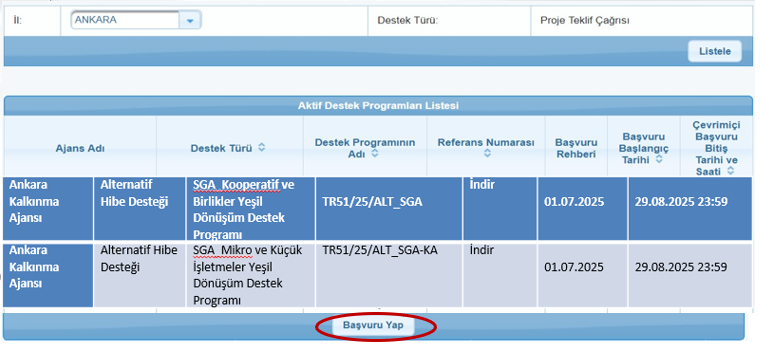 İl:
ANKARA
Destek Türü:
Proje Teklif Çağrısı
Listele
Aktif Destek Programları Listesi
Ajans Adı
Destek Türü
Destek Programının
Adı
Referans Numarası
Başvuru
Rehberi
Başvuru
Başlangıç
Tarihi
Çevrimiçi
Başvuru
Bitiş
Tarihi ve
Saati
Ankara
Kalkınma
Ajansı
Alternatif
Hibe Desteği
SGA_Kooperatif ve
Birlikler Yeşil
Dönüşüm Destek
Programı
TR51/25/ALT_SGA
İndir
01.07.2025
29.08.2025 23:59
Ankara
Kalkınma
Ajansı
Alternatif Hibe
Desteği
SGA_Mikro ve Küçük
İşletmeler Yeşil
Dönüşüm Destek
Programı
TR51/25/ALT_SGA-KA
İndir
01.07.2025
29.08.2025 23:59
Başvuru Yap